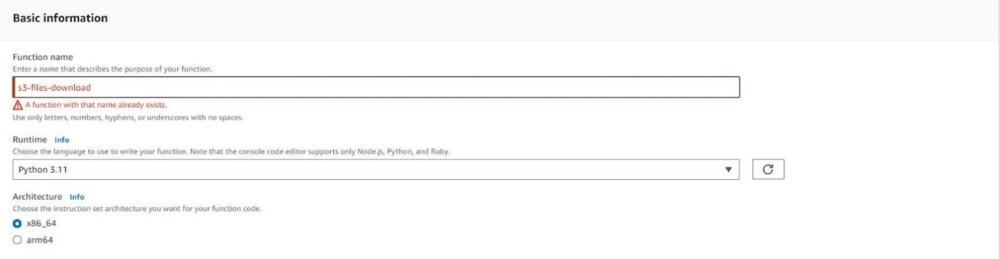 Basic information
Function name
Enter a name that describes the purpose of your function.
s3-files-download
A function with that name already exists.
Use only letters, numbers, hyphens, or underscores with no spaces.
Runtime Info
Choose the language to use to write your function. Note that the console code editor supports only Node.js, Python, and Ruby.
Python 3.11
Architecture Info
Choose the instruction set architecture you want for your function code.
x86_64
arm64